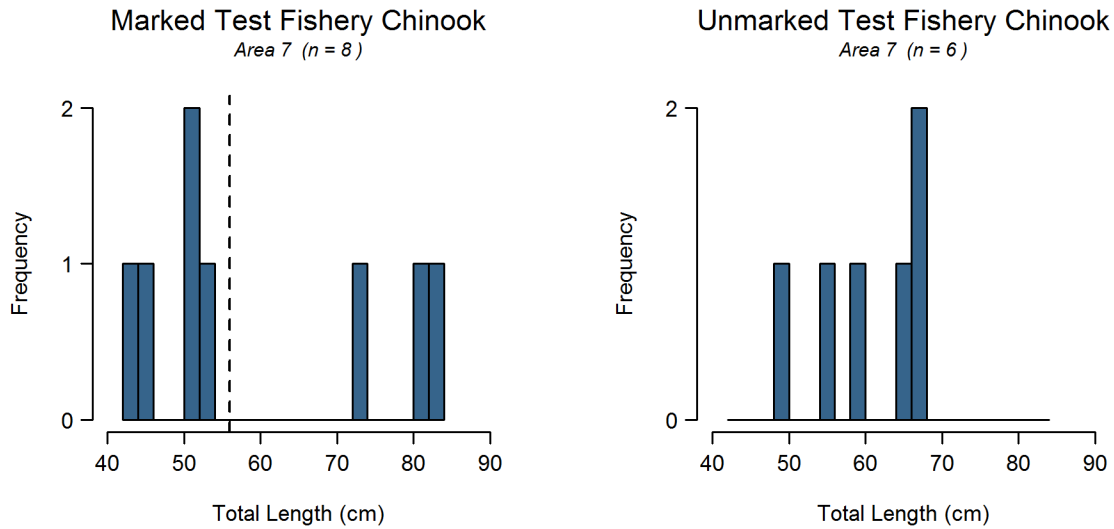 Marked Test Fishery Chinook
Area 7 (n = 8 )
Frequency
2
1
0
40 50 60 70 80 90
Total Length (cm)
Unmarked Test Fishery Chinook
Area 7 (n = 6 )
Frequency
2
0
40 50 60 70 80 90
Total Length (cm)